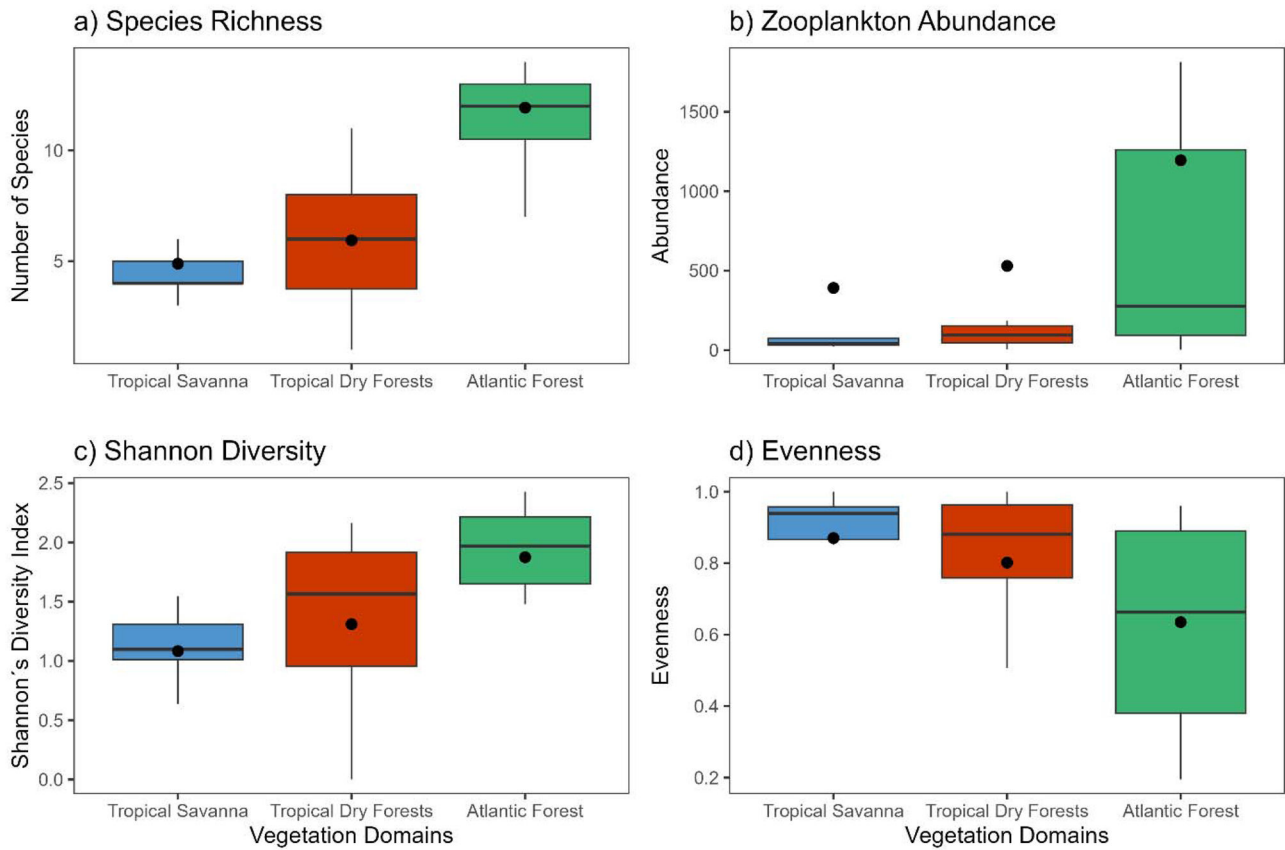 a) Species Richness
Number of Species
10
5
Tropical Savanna
Tropical Dry Forests
Atlantic Forest
b) Zooplankton Abundance
Abundance
1500
1000
500
0
Tropical Savanna
Tropical Dry Forests
Atlantic Forest
c) Shannon Diversity
Shannon´s Diversity Index
2.5
2.0
1.5
1.0
0.5
0.0
Tropical Savanna
Tropical Dry Forests
Atlantic Forest
Vegetation Domains
d) Evenness
Evenness
1.0
0.8
0.6
0.4
0.2
Tropical Savanna
Tropical Dry Forests
Atlantic Forest
Vegetation Domains